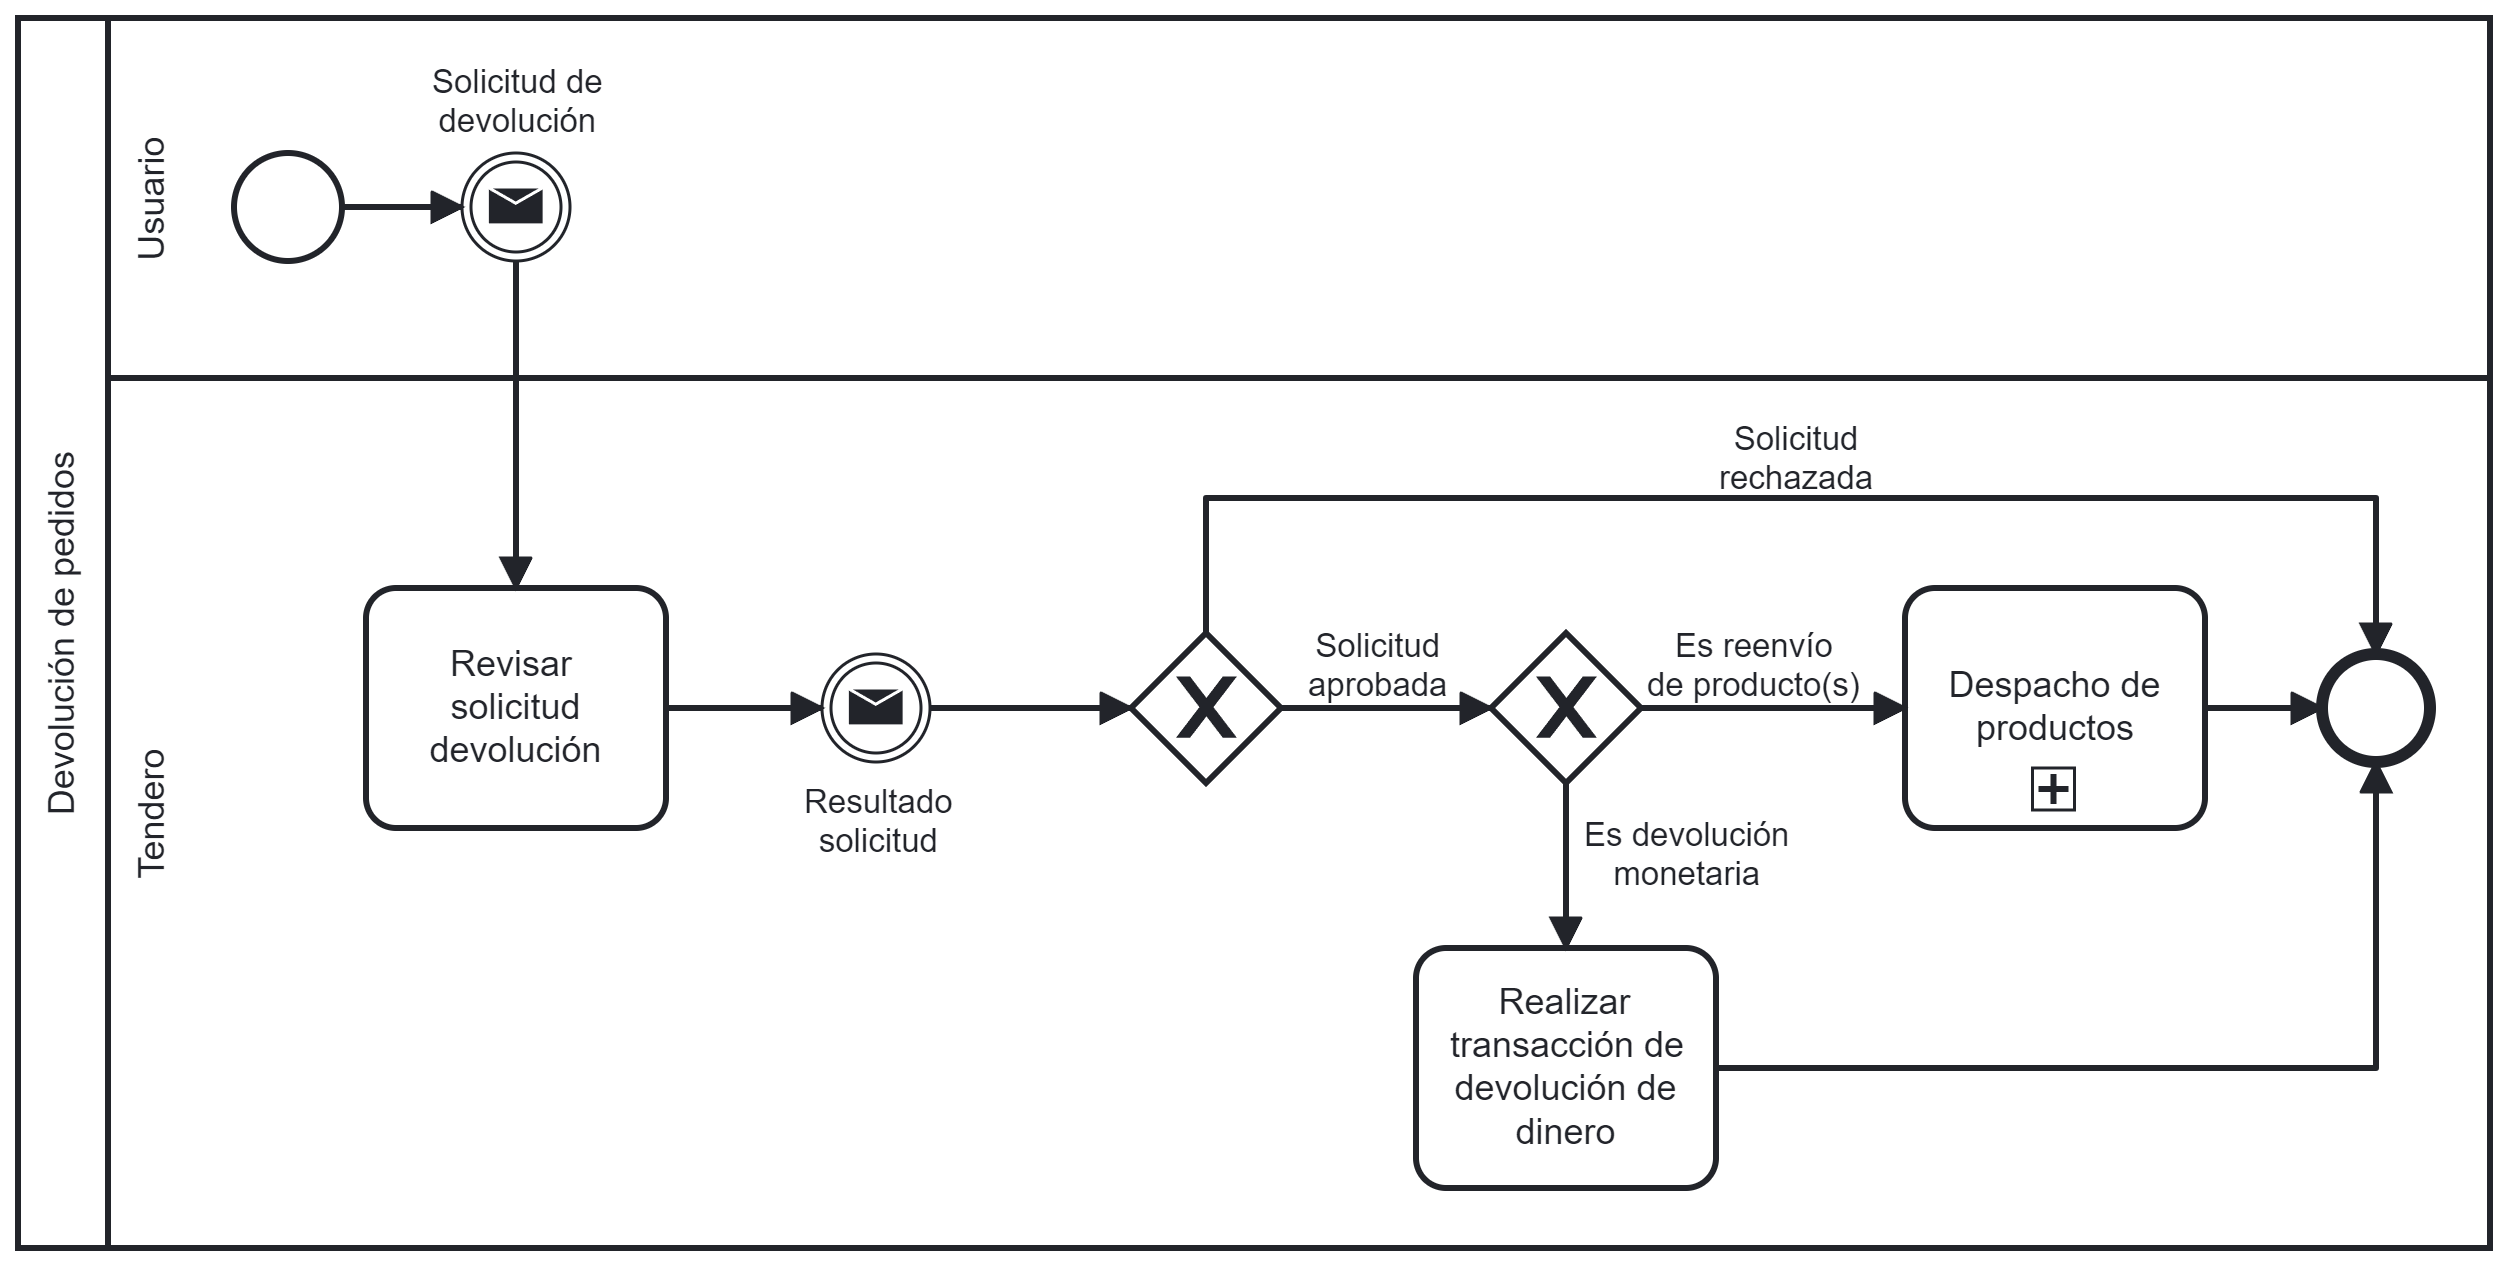 Devolución de pedidos
Usuario
Solicitud de
devolución
Tendero
Revisar
solicitud
devolución
Resultado
solicitud
Solicitud
rechazada
Solicitud
aprobada
Es reenvío
de producto(s)
Despacho de
productos
Es devolución
monetaria
Realizar
transacción de
devolución de
dinero